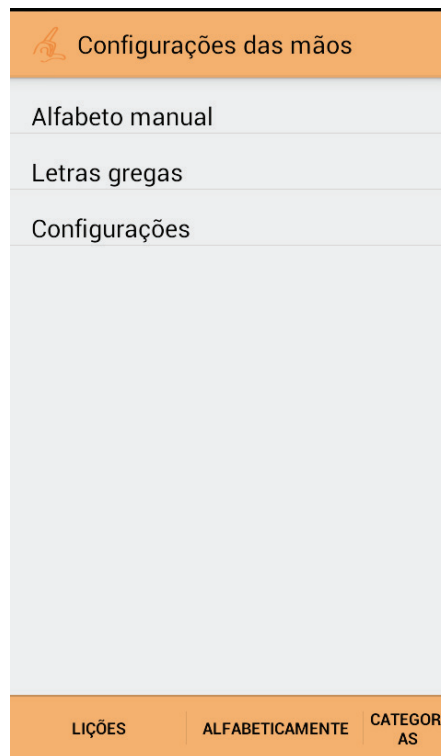 Configurações das mãos
Alfabeto manual
Letras gregas
Configurações
LIÇÕES
ALFABETICAMENTE
CATEGOR
AS